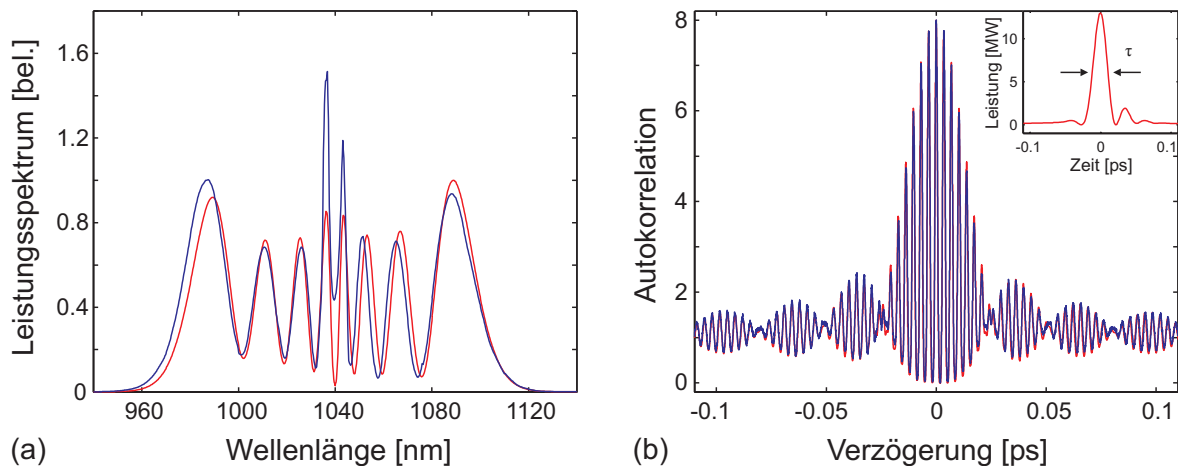 Leistungsspektrum [bel.]
1.6
1.2
0.8
0.4
0
960
1000
1040
1080
1120
(a)
Wellenlänge [nm]
Autokorrelation
8
6
4
2
0
-0.1
-0.05
0
0.05
0.1
(b)
Verzögerung [ps]
Leistung [MW]
10
5
0
τ
-0.1
0
0.1
Zeit [ps]